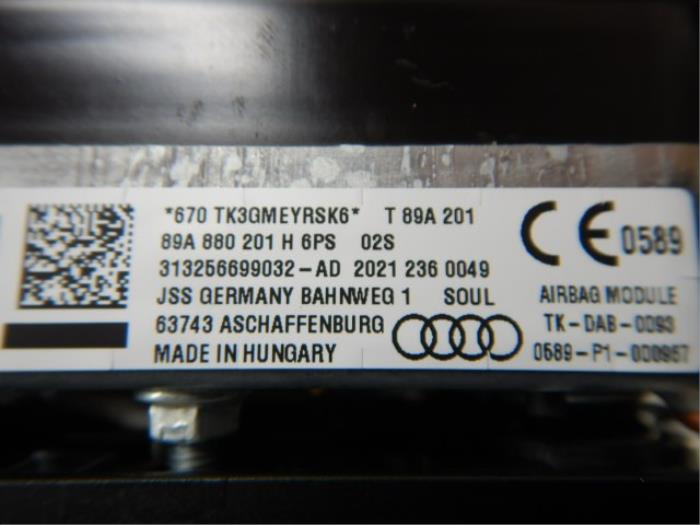 *670 TK3GMEYRSK6* T 89A 201
89A 880 201 H 6PS 02S
313256699032-AD 2021 236 0049
JSS GERMANY BAHNWEG 1 SOUL
63743 ASCHAFFENBURG
MADE IN HUNGARY
CE 0589
AIRBAG MODULE
TK-DAB-0093
0589-P1-000967